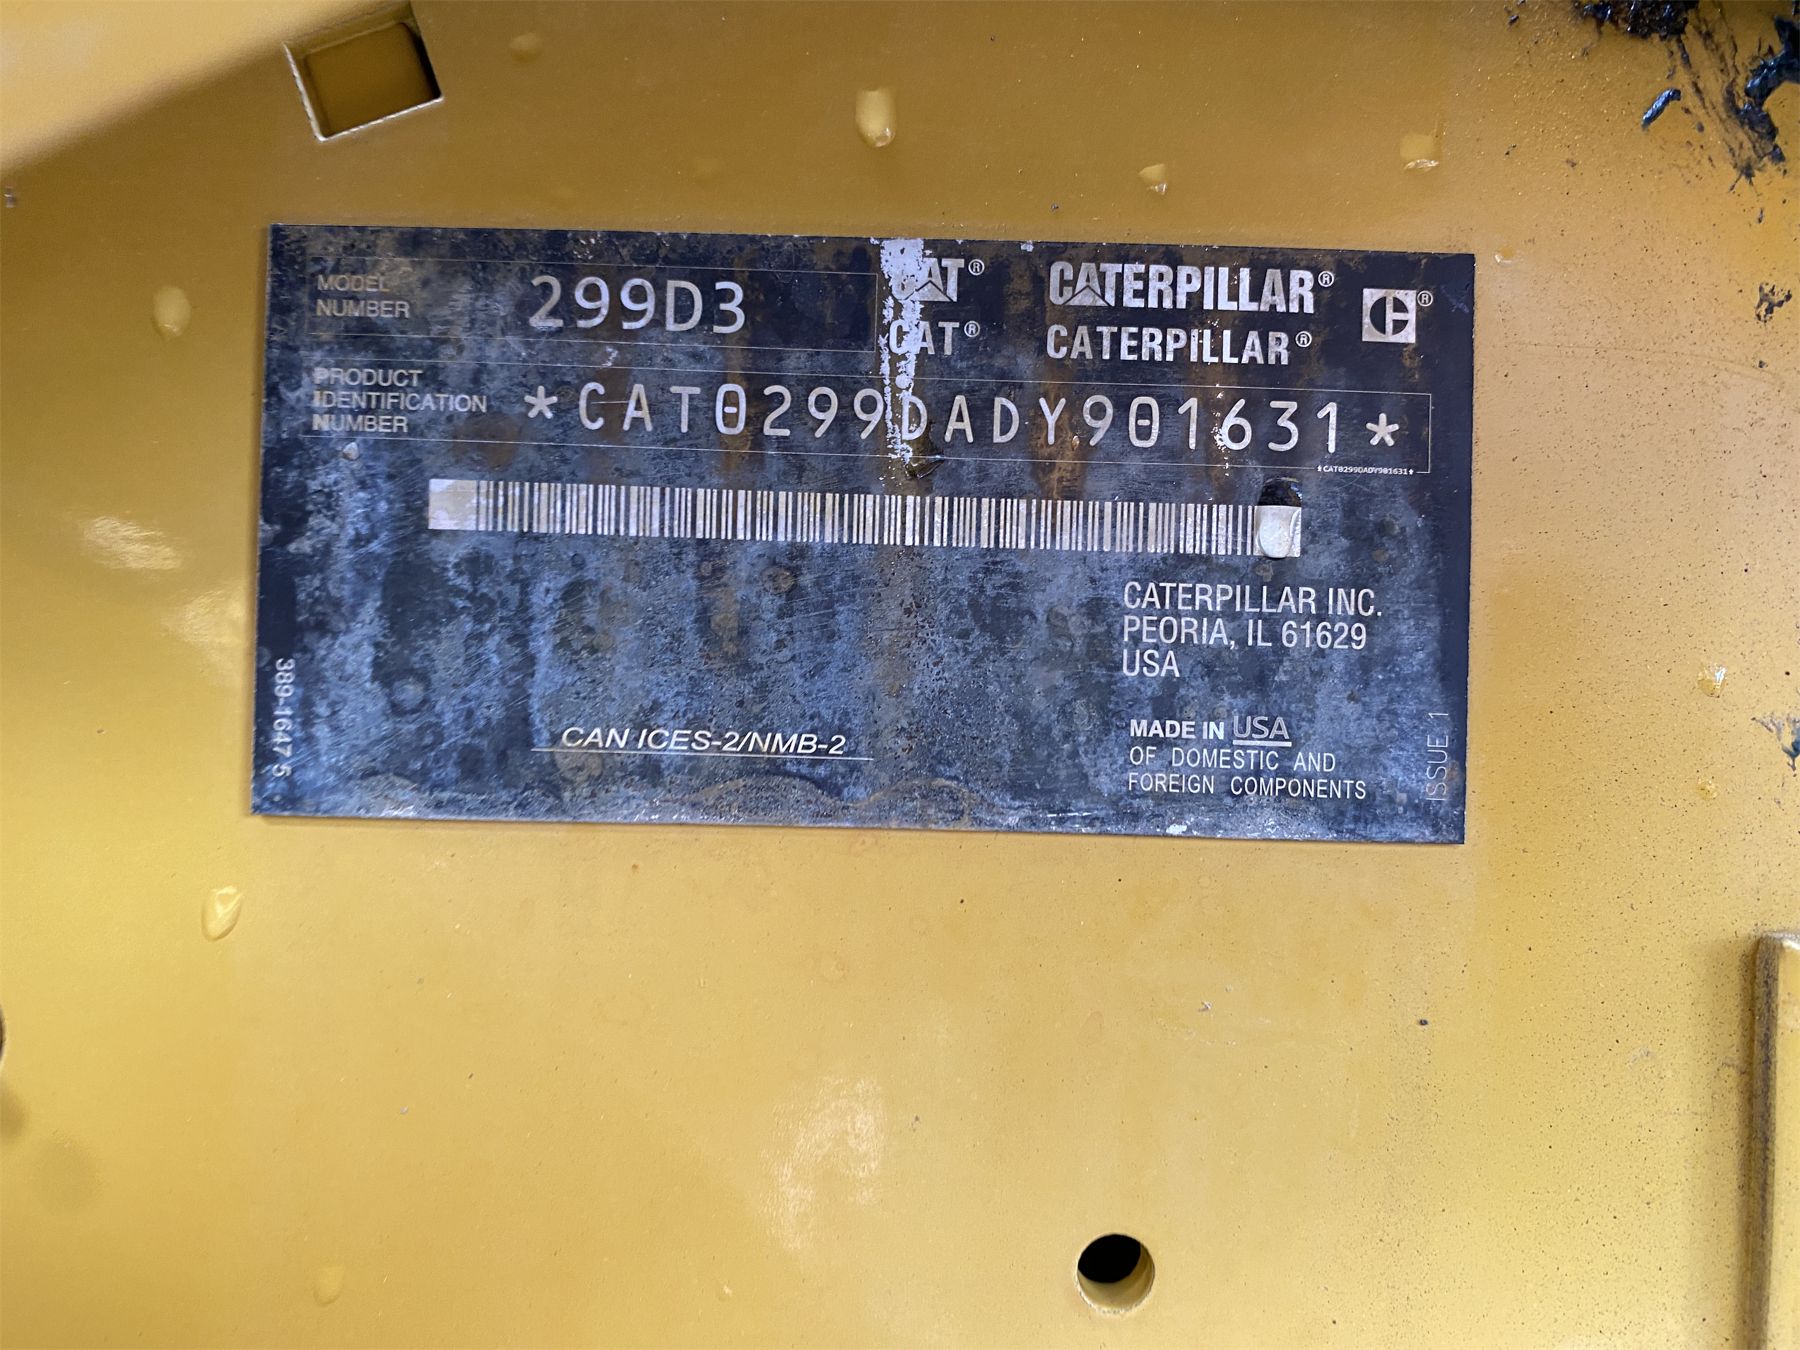 MODEL
NUMBER
299D3
CAT® CATERPILLAR® ®
CAT® CATERPILLAR®
PRODUCT
IDENTIFICATION
NUMBER
*CAT0299DADY901631*
*CAT0299DADY901631*
CATERPILLAR INC.
PEORIA, IL 61629
USA
389-1647 5
CAN ICES-2/NMB-2
MADE IN USA
OF DOMESTIC AND
FOREIGN COMPONENTS
ISSUE 1